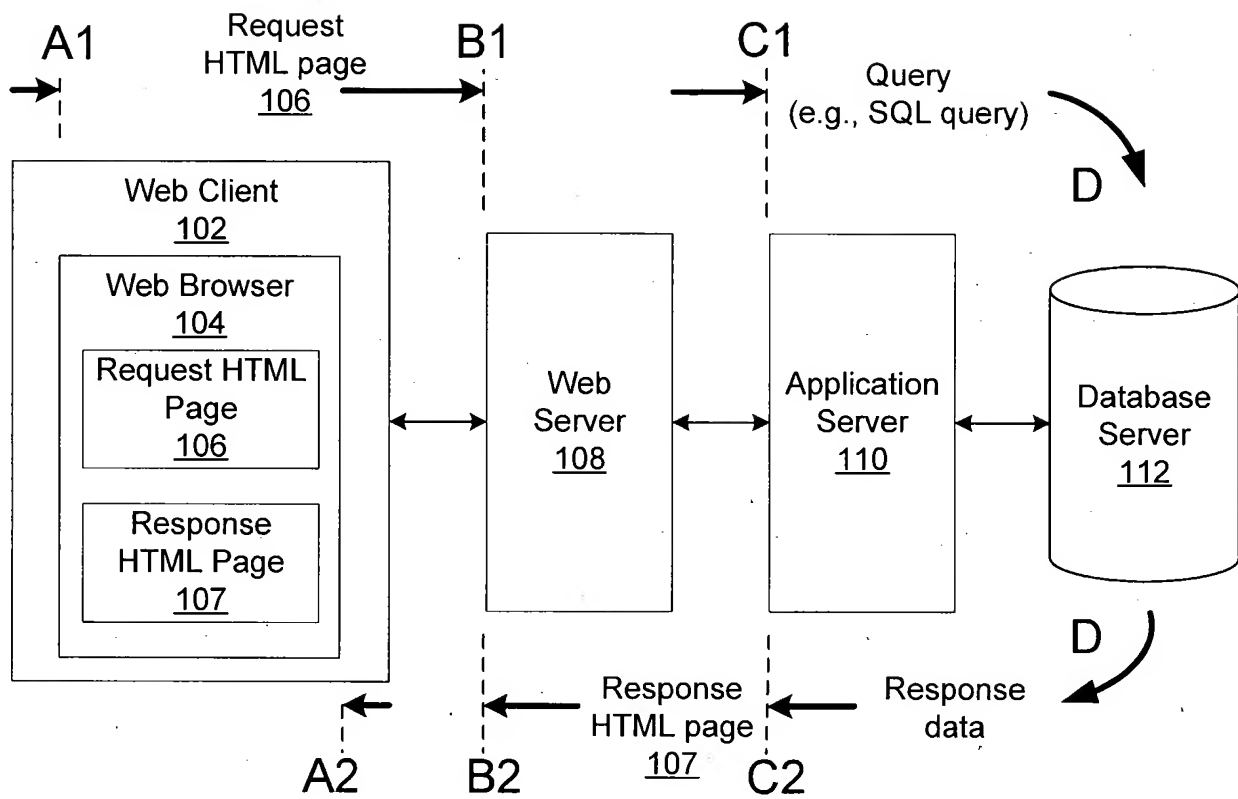 A1
Request
HTML page
106
B1
C1
Query
(e.g., SQL query)
D
Web Client
102
Web Browser
104
Request HTML
Page
106
Response
HTML Page
107
Web
Server
108
Application
Server
110
Database
Server
112
D
Response
HTML page
107
Response
data
A2
B2
C2